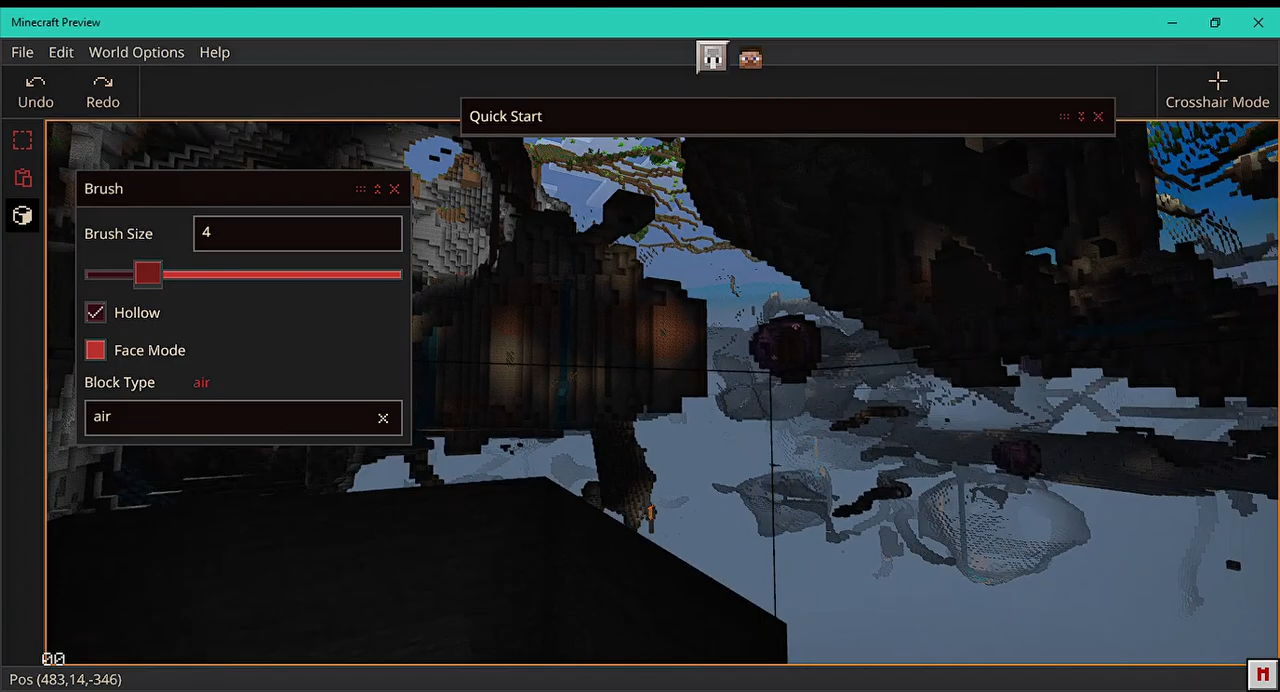 Minecraft Preview
File Edit World Options Help
Undo Redo
Crosshair Mode
Quick Start
Brush
Brush Size 4
Hollow
Face Mode
Block Type air
air
00
Pos (483,14,-346)